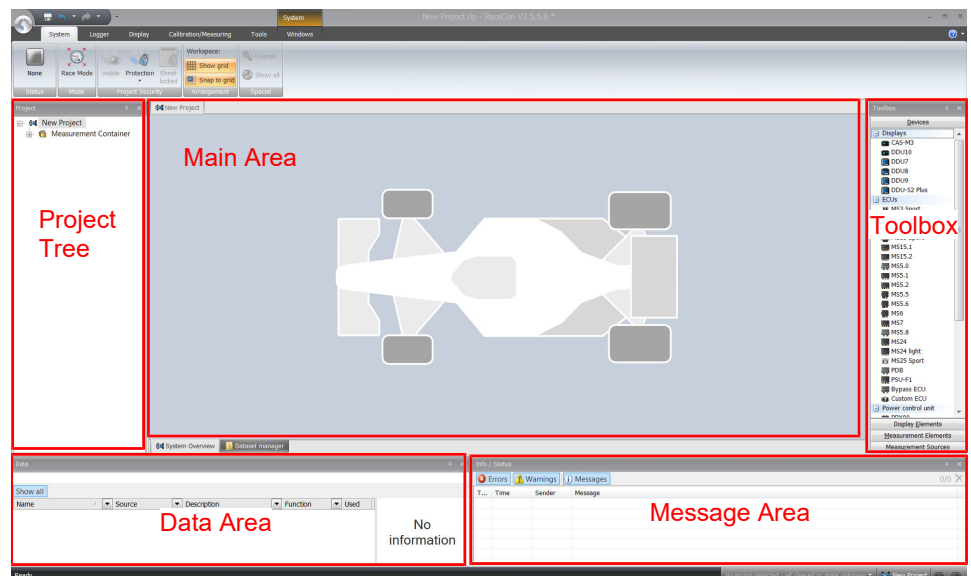 System
New Project.rlp - RaceCon V2.5.5.0 *
System Logger Display Calibration/Measuring Tools Windows
None
Race Mode
visible
Protection
Sheet locked
Workspace:
Show grid
Snap to grid
License
Show all
Status Mode Project Security Arrangement Special
Project
New Project
Measurement Container
Project
Tree
New Project
Main Area
System Overview Dataset manager
Toolbox
Devices
Displays
CAS-M3
DDU10
DDU7
DDU8
DDU9
DDU-S2 Plus
ECUs
MS3 Sport
Toolbox
MS15.1
MS15.2
MS5.0
MS5.1
MS5.2
MS5.5
MS5.6
MS6
MS7
MS5.8
MS24
MS24 light
MS25 Sport
PDB
PSU-F1
Bypass ECU
Custom ECU
Power control unit
Display Elements
Measurement Elements
Measurement Sources
Data
Show all
Name Source Description Function Used
Data Area
No
information
Info / Status
Errors Warnings Messages 0/0
T... Time Sender Message
Message Area
Ready
New Project